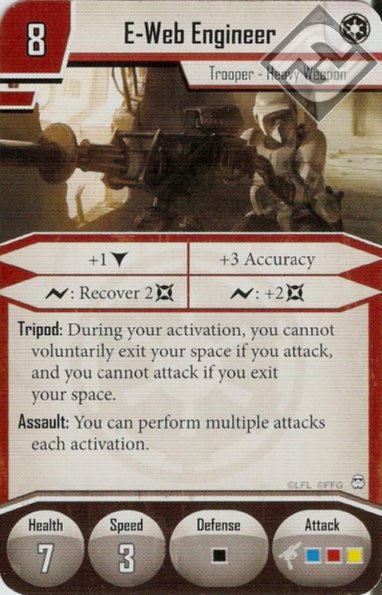 8
E-Web Engineer
Trooper - Heavy Weapon
+1
+3 Accuracy
: Recover 2
: +2
Tripod: During your activation, you cannot
voluntarily exit your space if you attack,
and you cannot attack if you exit
your space.
Assault: You can perform multiple attacks
each activation.
©LFL ©FFG
Health
Speed
Defense
Attack
7
3